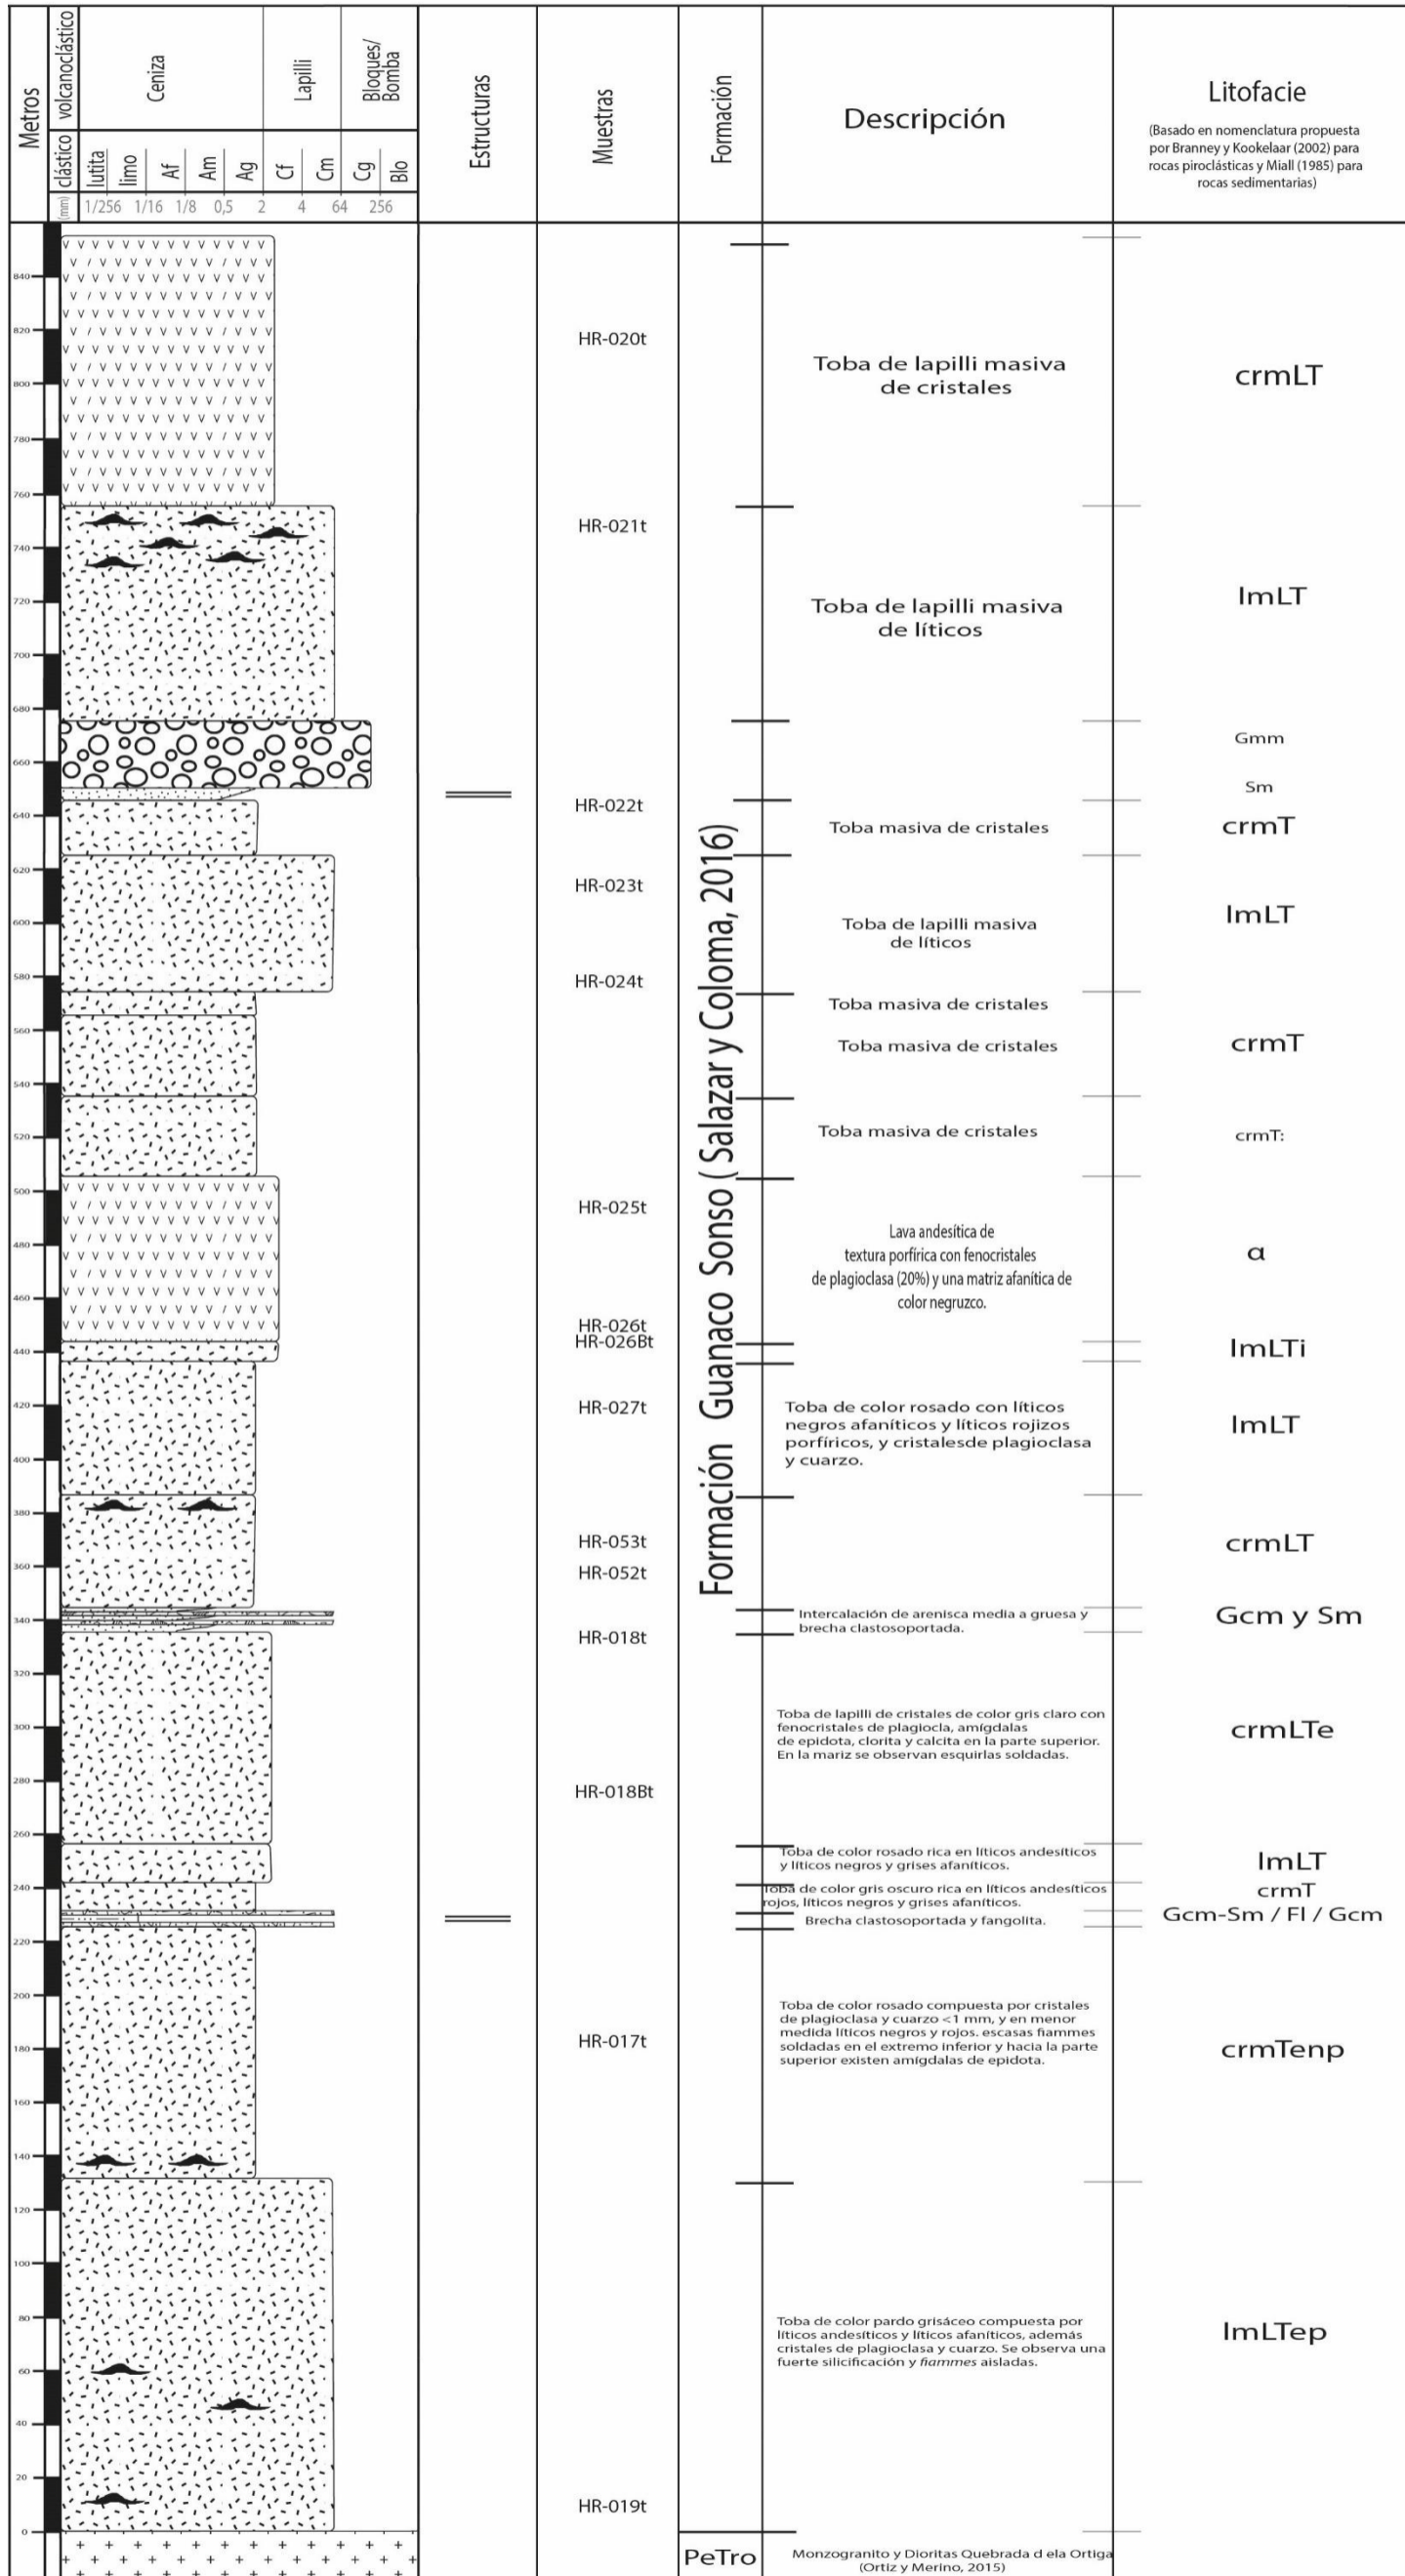 Metros
volcanoclástico
Ceniza
Lapilli
Bloques/
Bomba
clástico
lutita
limo
Af
Am
Ag
Cf
Cm
Cg
Blo
(mm)
1/256 1/16 1/8 0,5 2 4 64 256
Estructuras
Muestras
Formación
Descripción
Litofacie
(Basado en nomenclatura propuesta
por Branney y Kookelaar (2002) para
rocas piroclásticas y Miall (1985) para
rocas sedimentarias)
840
820
HR-020t
Toba de lapilli masiva
de cristales
crmLT
800
780
760
HR-021t
740
720
Toba de lapilli masiva
de líticos
lmLT
700
680
Gmm
660
Sm
HR-022t
640
Toba masiva de cristales
crmT
620
HR-023t
600
Toba de lapilli masiva
de líticos
lmLT
580
HR-024t
Toba masiva de cristales
560
Toba masiva de cristales
crmT
540
520
Toba masiva de cristales
crmT:
500
HR-025t
480
Lava andesítica de
textura porfírica con fenocristales
de plagioclasa (20%) y una matriz afanítica de
color negruzco.
α
460
HR-026t
HR-026Bt
440
lmLTi
420
HR-027t
Toba de color rosado con líticos
negros afaníticos y líticos rojizos
porfíricos, y cristalesde plagioclasa
y cuarzo.
lmLT
400
380
HR-053t
crmLT
360
HR-052t
Formación Guanaco Sonso ( Salazar y Coloma, 2016)
340
Intercalación de arenisca media a gruesa y
brecha clastosoportada.
Gcm y Sm
HR-018t
320
300
Toba de lapilli de cristales de color gris claro con
fenocristales de plagiocla, amígdalas
de epidota, clorita y calcita en la parte superior.
En la mariz se observan esquirlas soldadas.
crmLTe
280
HR-018Bt
260
Toba de color rosado rica en líticos andesíticos
y líticos negros y grises afaníticos.
lmLT
240
Toba de color gris oscuro rica en líticos andesíticos
rojos, líticos negros y grises afaníticos.
crmT
Brecha clastosoportada y fangolita.
Gcm-Sm / Fl / Gcm
220
200
180
HR-017t
Toba de color rosado compuesta por cristales
de plagioclasa y cuarzo <1 mm, y en menor
medida líticos negros y rojos. escasas fiammes
soldadas en el extremo inferior y hacia la parte
superior existen amígdalas de epidota.
crmTenp
160
140
120
100
80
Toba de color pardo grisáceo compuesta por
líticos andesíticos y líticos afaníticos, además
cristales de plagioclasa y cuarzo. Se observa una
fuerte silicificación y fiammes aisladas.
lmLTep
60
40
20
HR-019t
0
PeTro
Monzogranito y Dioritas Quebrada d ela Ortiga
(Ortiz y Merino, 2015)